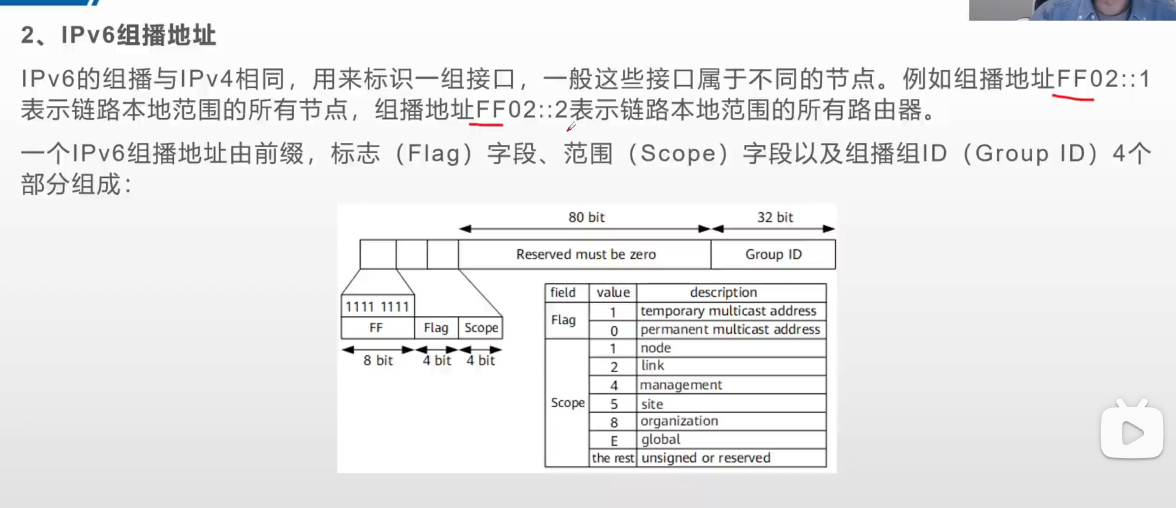 2、IPv6组播地址
IPv6的组播与IPv4相同，用来标识一组接口，一般这些接口属于不同的节点。例如组播地址FF02::1
表示链路本地范围的所有节点，组播地址FF02::2表示链路本地范围的所有路由器。
一个IPv6组播地址由前缀，标志（Flag）字段、范围（Scope）字段以及组播组ID（Group ID）4个
部分组成：
80 bit 32 bit
Reserved must be zero Group ID
1111 1111
FF Flag Scope
8 bit 4 bit 4 bit
field value description
Flag
1 temporary multicast address
0 permanent multicast address
Scope
1 node
2 link
4 management
5 site
8 organization
E global
the rest unsigned or reserved